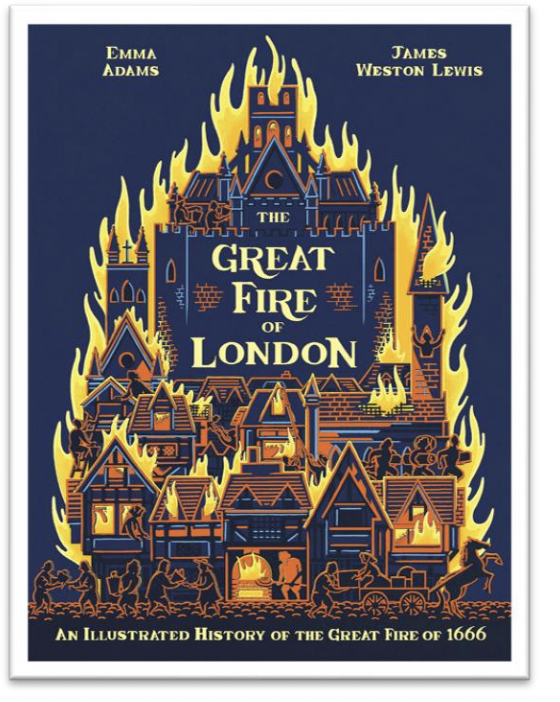 EMMA
ADAMS
JAMES
WESTON LEWIS
THE
GREAT
FIRE
OF
LONDON
AN ILLUSTRATED HISTORY OF THE GREAT FIRE OF 1666